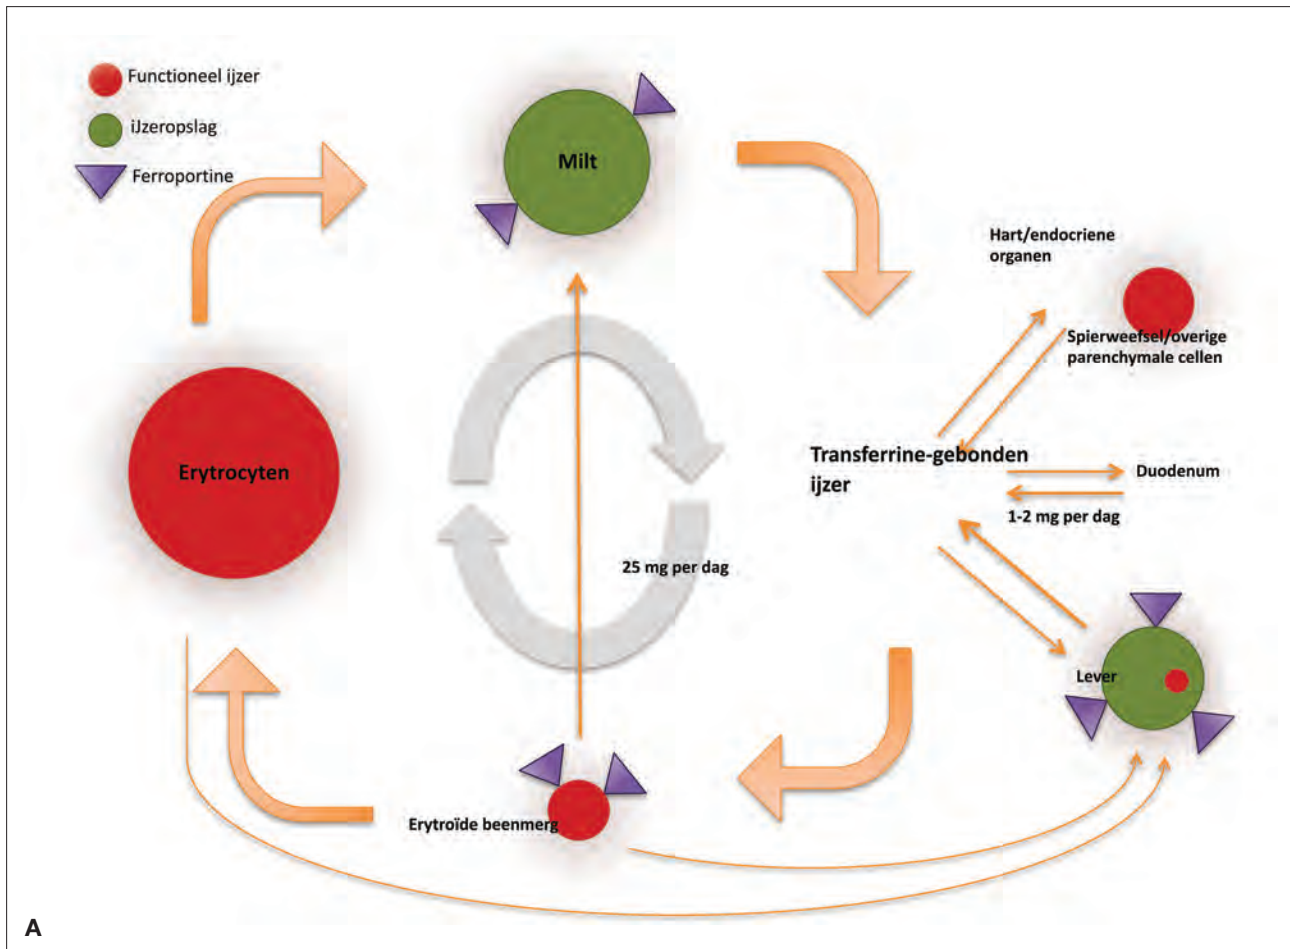 Functioneel ijzer
iJzeropslag
Ferroportine
Milt
Hart/endocriene
organen
Spierweefsel/overige
parenchymale cellen
Erytrocyten
Transferrine-gebonden
ijzer
Duodenum
1-2 mg per dag
25 mg per dag
Lever
Erytroïde beenmerg
A